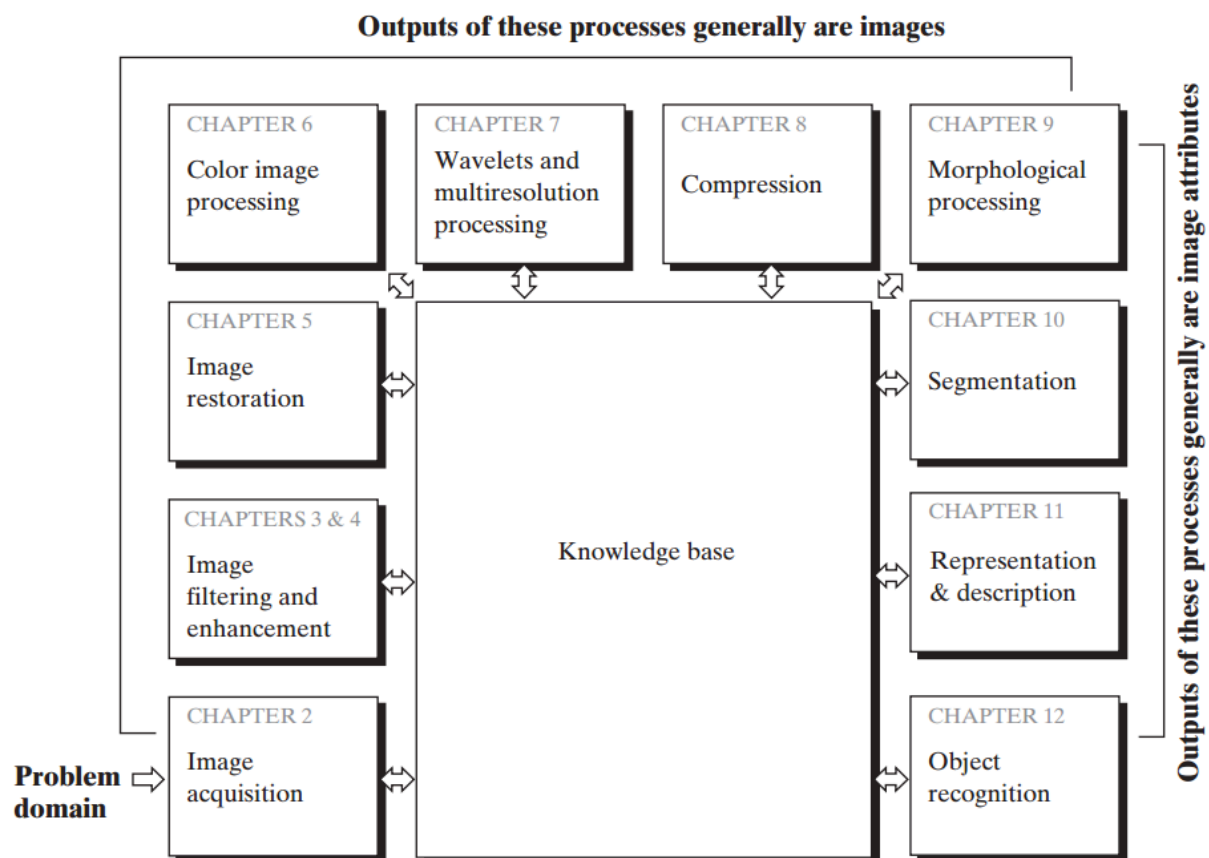 Outputs of these processes generally are images
CHAPTER 6
Color image
processing
CHAPTER 7
Wavelets and
multiresolution
processing
CHAPTER 8
Compression
CHAPTER 9
Morphological
processing
CHAPTER 5
Image
restoration
CHAPTER 10
Segmentation
CHAPTERS 3 & 4
Image
filtering and
enhancement
Knowledge base
CHAPTER 11
Representation
& description
Problem
domain
CHAPTER 2
Image
acquisition
CHAPTER 12
Object
recognition
Outputs of these processes generally are image attributes